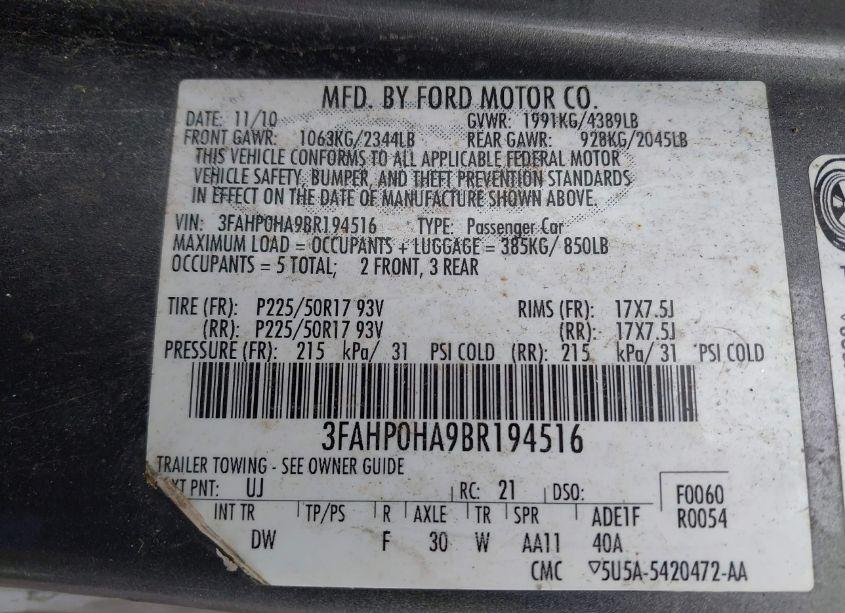 MFD. BY FORD MOTOR CO.
DATE: 11/10 GVWR: 1991KG/4389LB
FRONT GAWR: 1063KG/2344LB REAR GAWR: 928KG/2045LB
THIS VEHICLE CONFORMS TO ALL APPLICABLE FEDERAL MOTOR
VEHICLE SAFETY, BUMPER, AND THEFT PREVENTION STANDARDS
IN EFFECT ON THE DATE OF MANUFACTURE SHOWN ABOVE.
VIN: 3FAHP0HA9BR194516 TYPE: Passenger Car
MAXIMUM LOAD = OCCUPANTS + LUGGAGE = 385KG/ 850LB
OCCUPANTS = 5 TOTAL; 2 FRONT, 3 REAR
TIRE (FR): P225/50R17 93V RIMS (FR): 17X7.5J
(RR): P225/50R17 93V (RR): 17X7.5J
PRESSURE (FR): 215 kPa/ 31 PSI COLD (RR): 215 kPa/ 31 PSI COLD
3FAHP0HA9BR194516
TRAILER TOWING - SEE OWNER GUIDE
PNT: UJ RC: 21 DSO: F0060
INT TR TP/PS R AXLE TR SPR ADE1F R0054
DW F 30 W AA11 40A
CMC ▽5U5A-5420472-AA